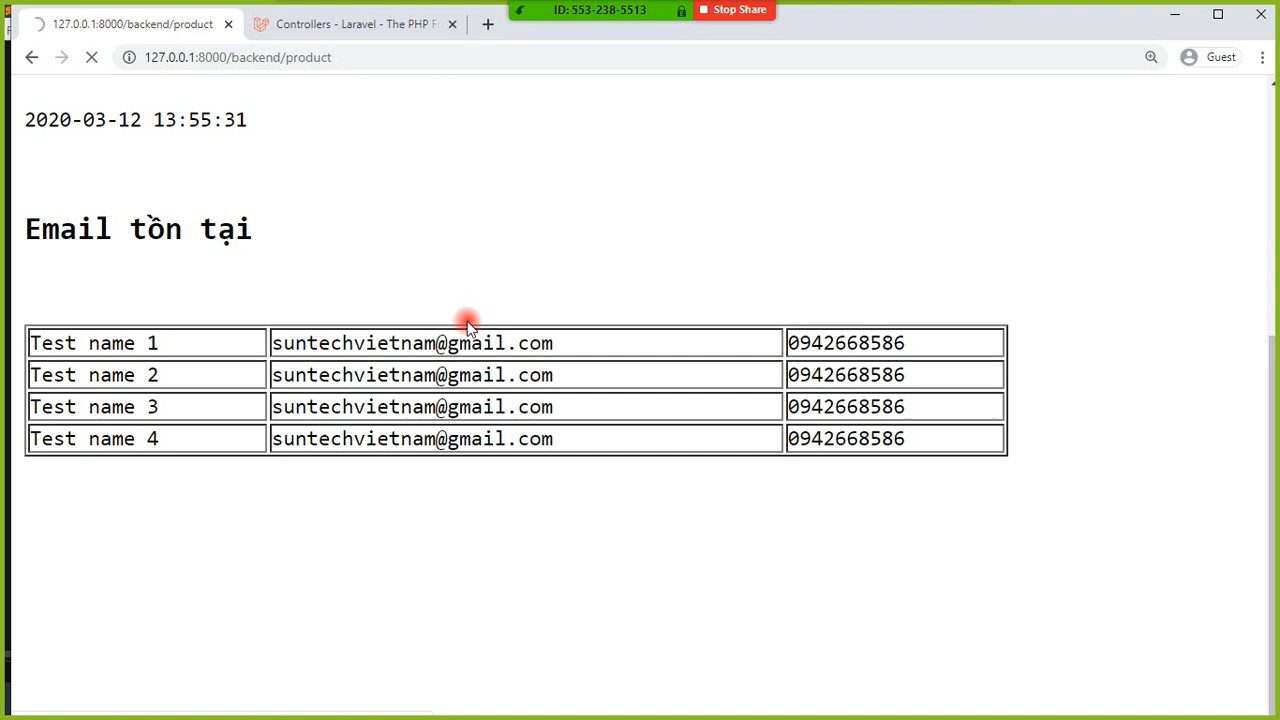 ID: 553-238-5513 Stop Share
127.0.0.1:8000/backend/product Controllers - Laravel - The PHP F
127.0.0.1:8000/backend/product Guest
2020-03-12 13:55:31
Email tồn tại
Test name 1 suntechvietnam@gmail.com 0942668586
Test name 2 suntechvietnam@gmail.com 0942668586
Test name 3 suntechvietnam@gmail.com 0942668586
Test name 4 suntechvietnam@gmail.com 0942668586